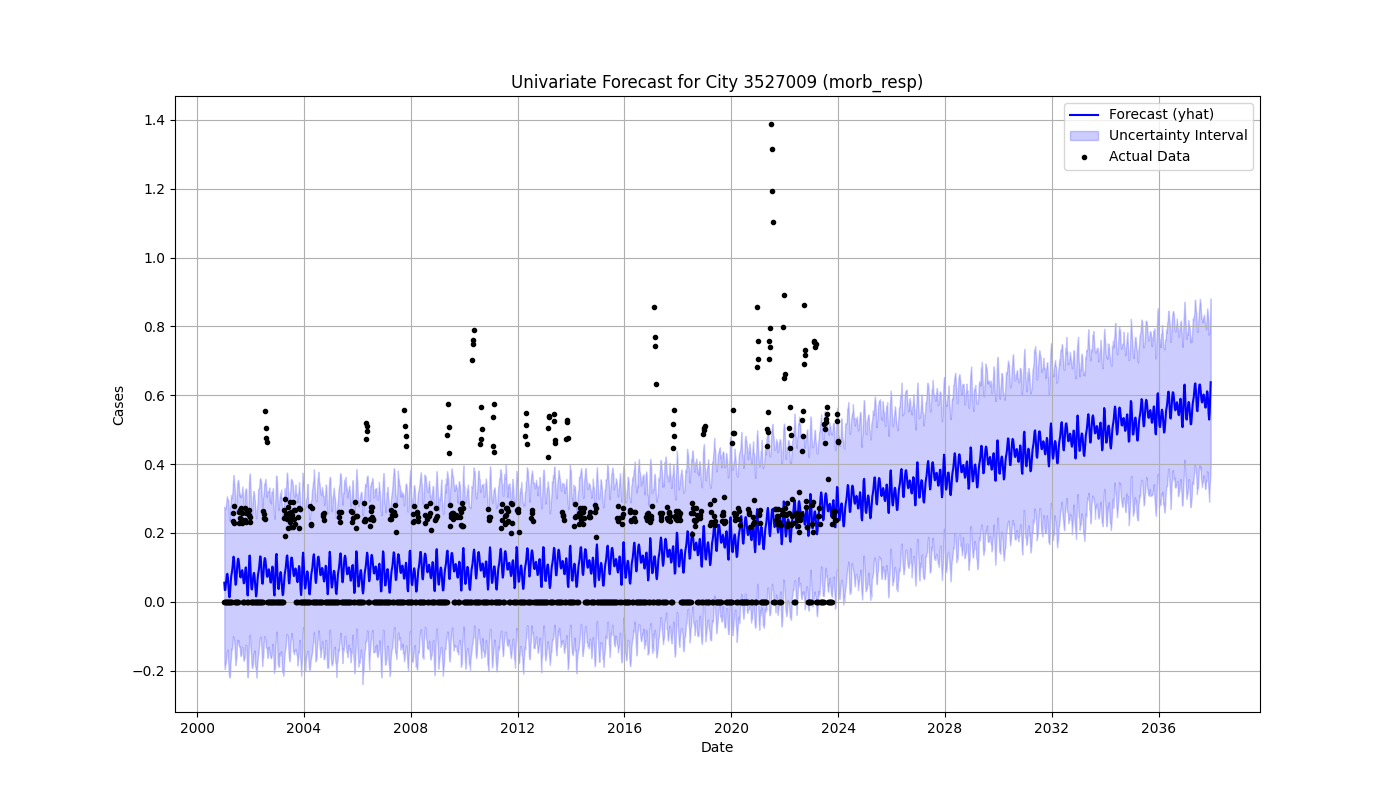 Univariate Forecast for City 3527009 (morb_resp)
Forecast (yhat)
Uncertainty Interval
Actual Data
Cases
1.4
1.2
1.0
0.8
0.6
0.4
0.2
0.0
−0.2
2000 2004 2008 2012 2016 2020 2024 2028 2032 2036
Date